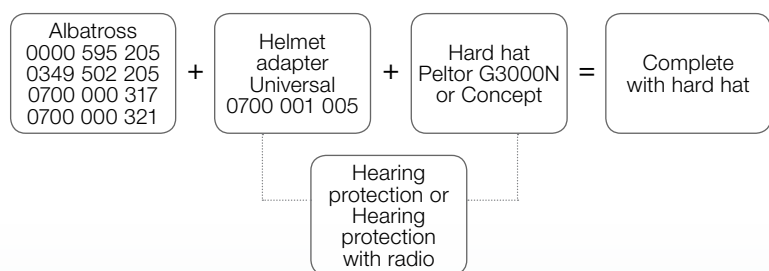 Albatross
0000 595 205
0349 502 205
0700 000 317
0700 000 321
+
Helmet
adapter
Universal
0700 001 005
+
Hard hat
Peltor G3000N
or Concept
=
Complete
with hard hat
Hearing
protection or
Hearing
protection
with radio